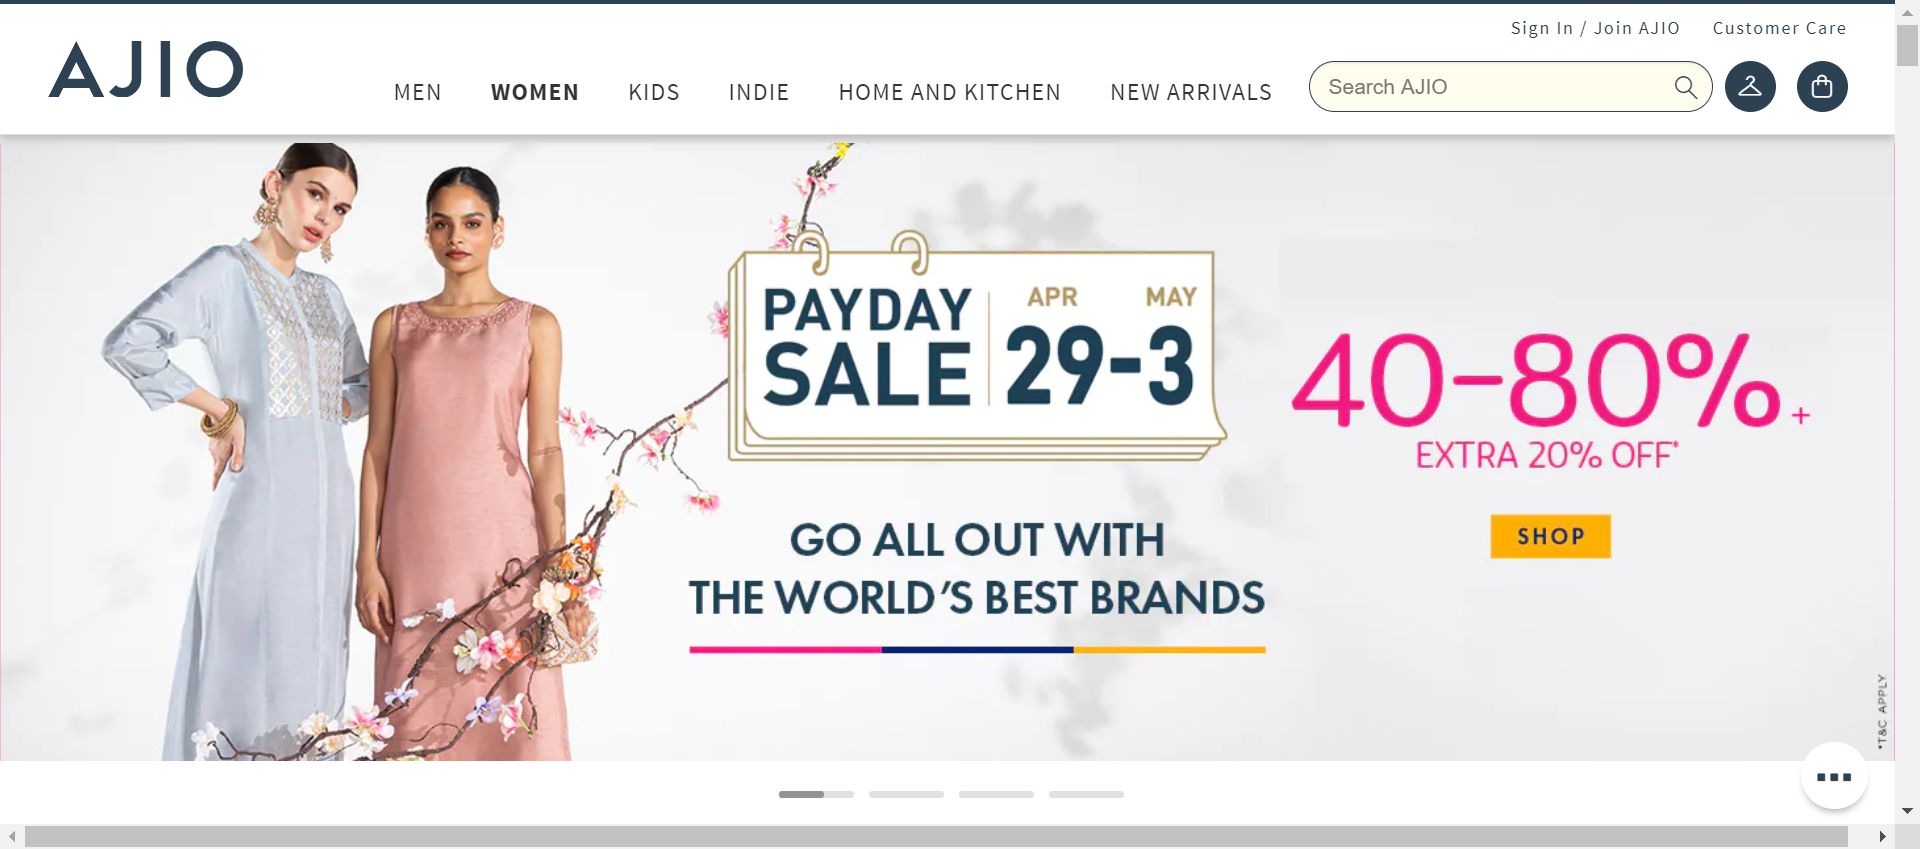 Sign In / Join AJIO Customer Care
AJIO
MEN WOMEN KIDS INDIE HOME AND KITCHEN NEW ARRIVALS
Search AJIO
PAYDAY
SALE
APR MAY
29-3
40-80%+
EXTRA 20% OFF*
SHOP
GO ALL OUT WITH
THE WORLD'S BEST BRANDS
*T&C APPLY